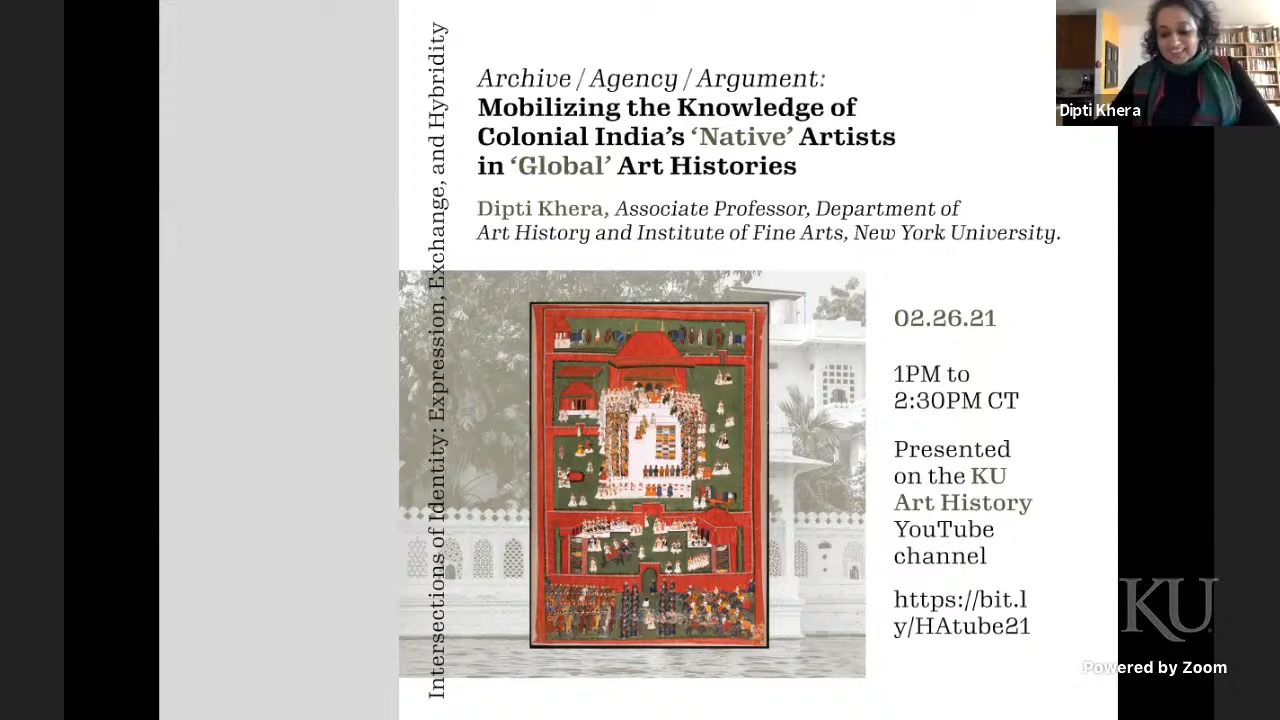 Intersections of Identity: Expression, Exchange, and Hybridity
Archive / Agency / Argument:
Mobilizing the Knowledge of
Colonial India's ‘Native’ Artists
in ‘Global’ Art Histories
Dipti Khera, Associate Professor, Department of
Art History and Institute of Fine Arts, New York University.
02.26.21
1PM to
2:30PM CT
Presented
on the KU
Art History
YouTube
channel
https://bit.l
y/HAtube21
Dipti Khera
KU
Powered by Zoom